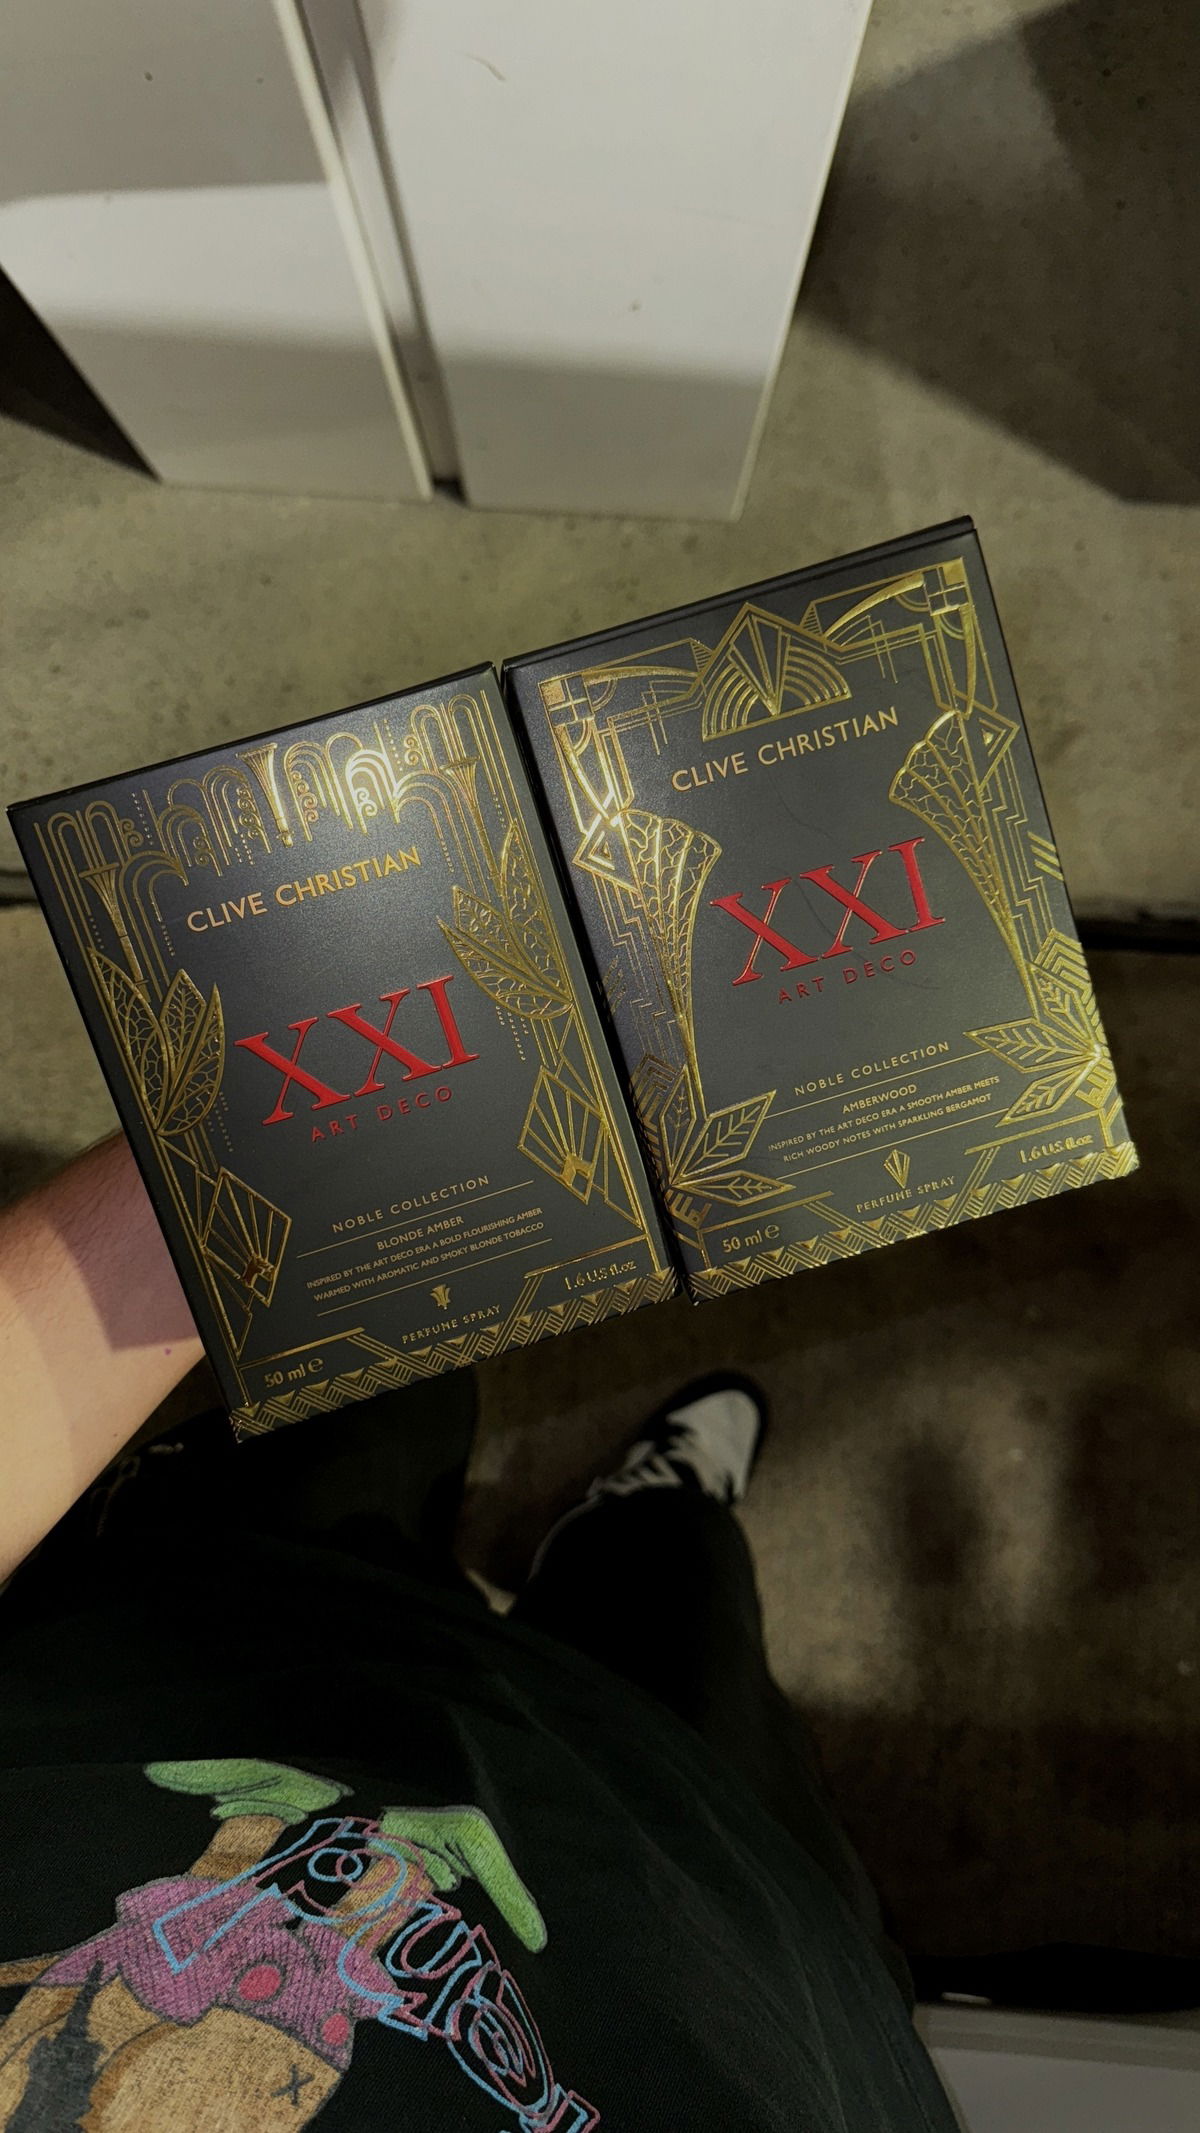 CLIVE CHRISTIAN
XXI
ART DECO
NOBLE COLLECTION
BLONDE AMBER
INSPIRED BY THE ART DECO ERA A BOLD FLOURISHING AMBER
WARMED WITH AROMATIC AND SMOKY BLONDE TOBACCO
50 ml e
PERFUME SPRAY
1.6 U.S fl.oz
CLIVE CHRISTIAN
XXI
ART DECO
NOBLE COLLECTION
AMBERWOOD
INSPIRED BY THE ART DECO ERA A SMOOTH AMBER MEETS
RICH WOODY NOTES WITH SPARKLING BERGAMOT
50 ml e
PERFUME SPRAY
1.6 U.S fl.oz